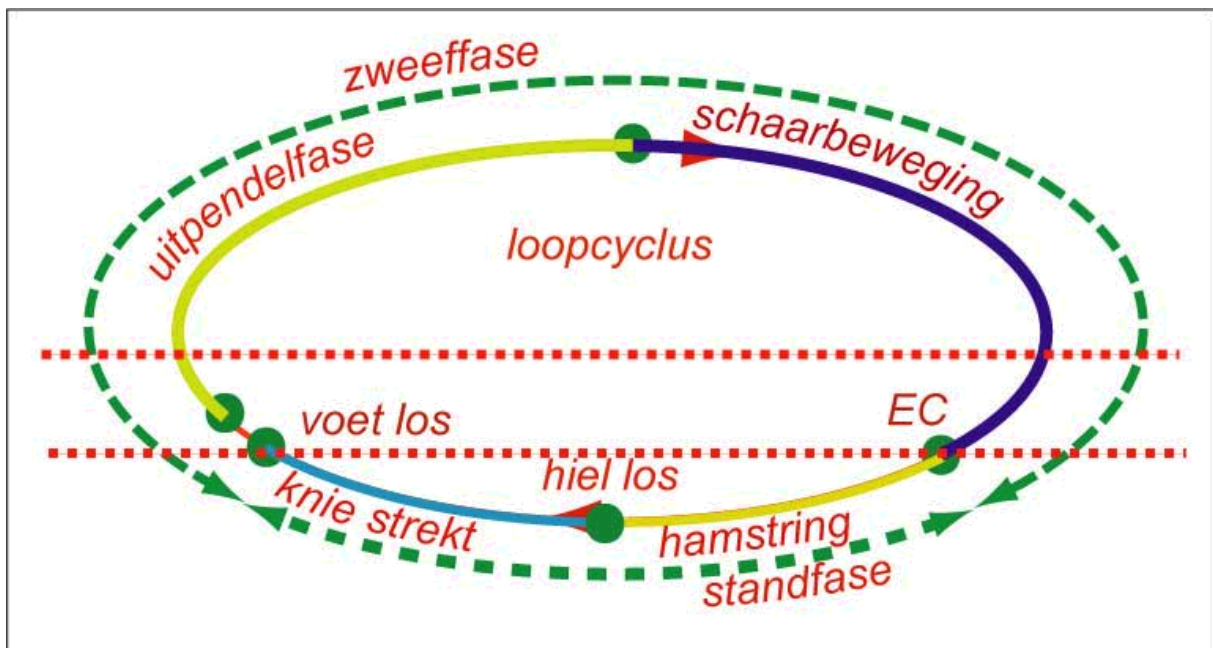 zweeffase
schaarbeweging
uitpendelfase
loopcyclus
voet los
EC
hiel los
knie strekt
hamstring
standfase